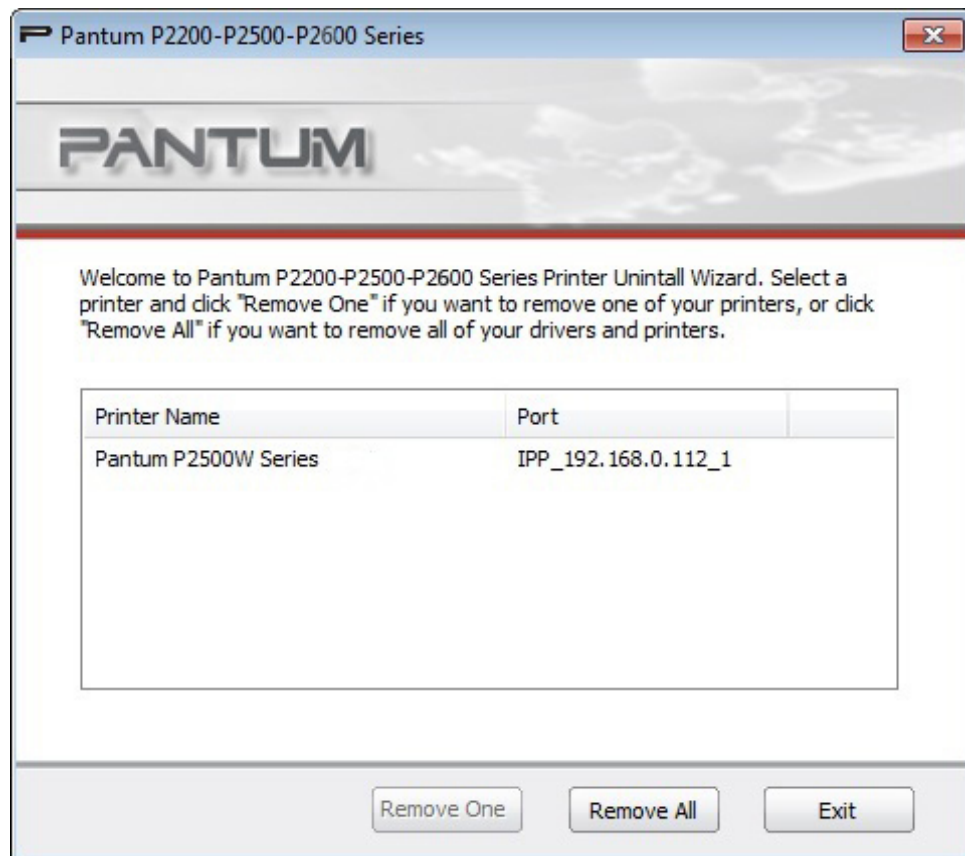 Pantum P2200-P2500-P2600 Series
PANTUM
Welcome to Pantum P2200-P2500-P2600 Series Printer Unintall Wizard. Select a
printer and click "Remove One" if you want to remove one of your printers, or click
"Remove All" if you want to remove all of your drivers and printers.
Printer Name Port
Pantum P2500W Series IPP_192.168.0.112_1
Remove One Remove All Exit